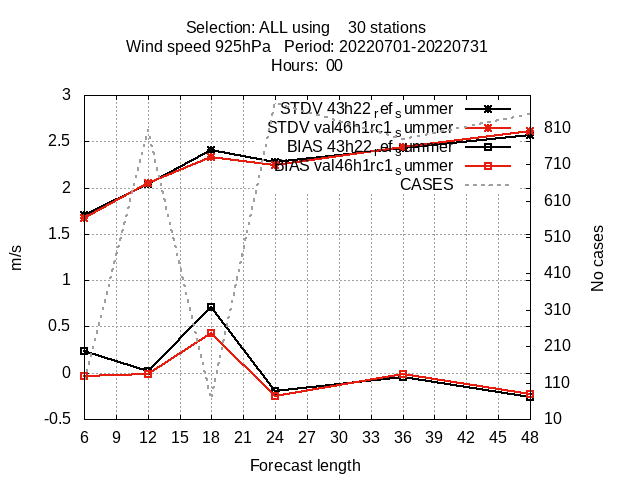 Selection: ALL using 30 stations
Wind speed 925hPa Period: 20220701-20220731
Hours: 00
STDV 43h22_ref_summer
STDV val46h1rc1_summer
BIAS 43h22_ref_summer
BIAS val46h1rc1_summer
CASES
3
2.5
2
1.5
1
0.5
0
-0.5
m/s
810
710
610
510
410
310
210
110
10
No cases
6 9 12 15 18 21 24 27 30 33 36 39 42 45 48
Forecast length